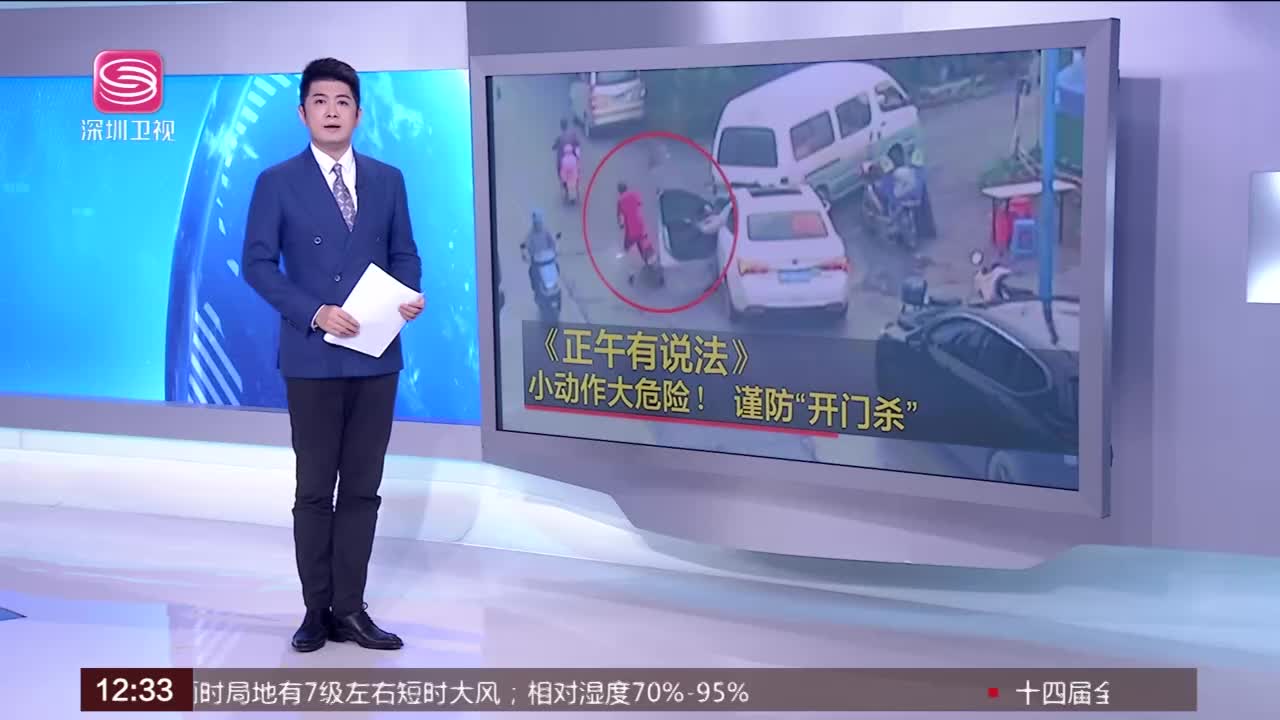 深圳卫视
《正午有说法》
小动作大危险！ 谨防“开门杀”
12:33
时局地有7级左右短时大风；相对湿度70%-95%
十四届全